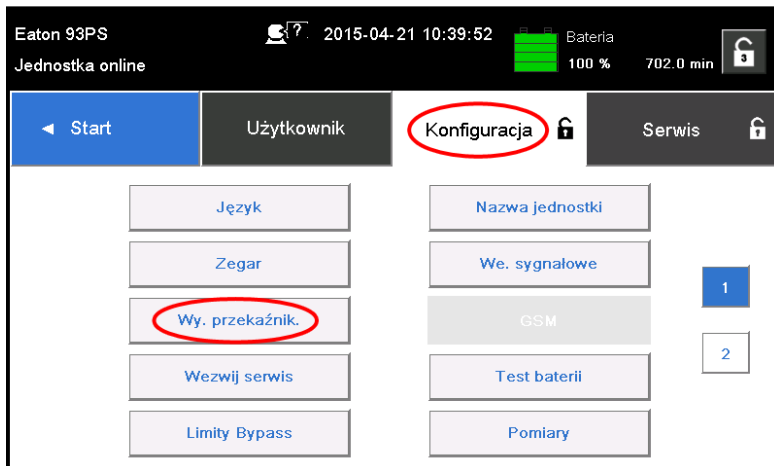 Eaton 93PS
? 2015-04-21 10:39:52
Bateria
Jednostka online
100 % 702.0 min
3
◄ Start
Użytkownik
Konfiguracja
Serwis
Język
Nazwa jednostki
Zegar
We. sygnałowe
1
Wy. przekaźnik.
GSM
2
Wezwij serwis
Test baterii
Limity Bypass
Pomiary